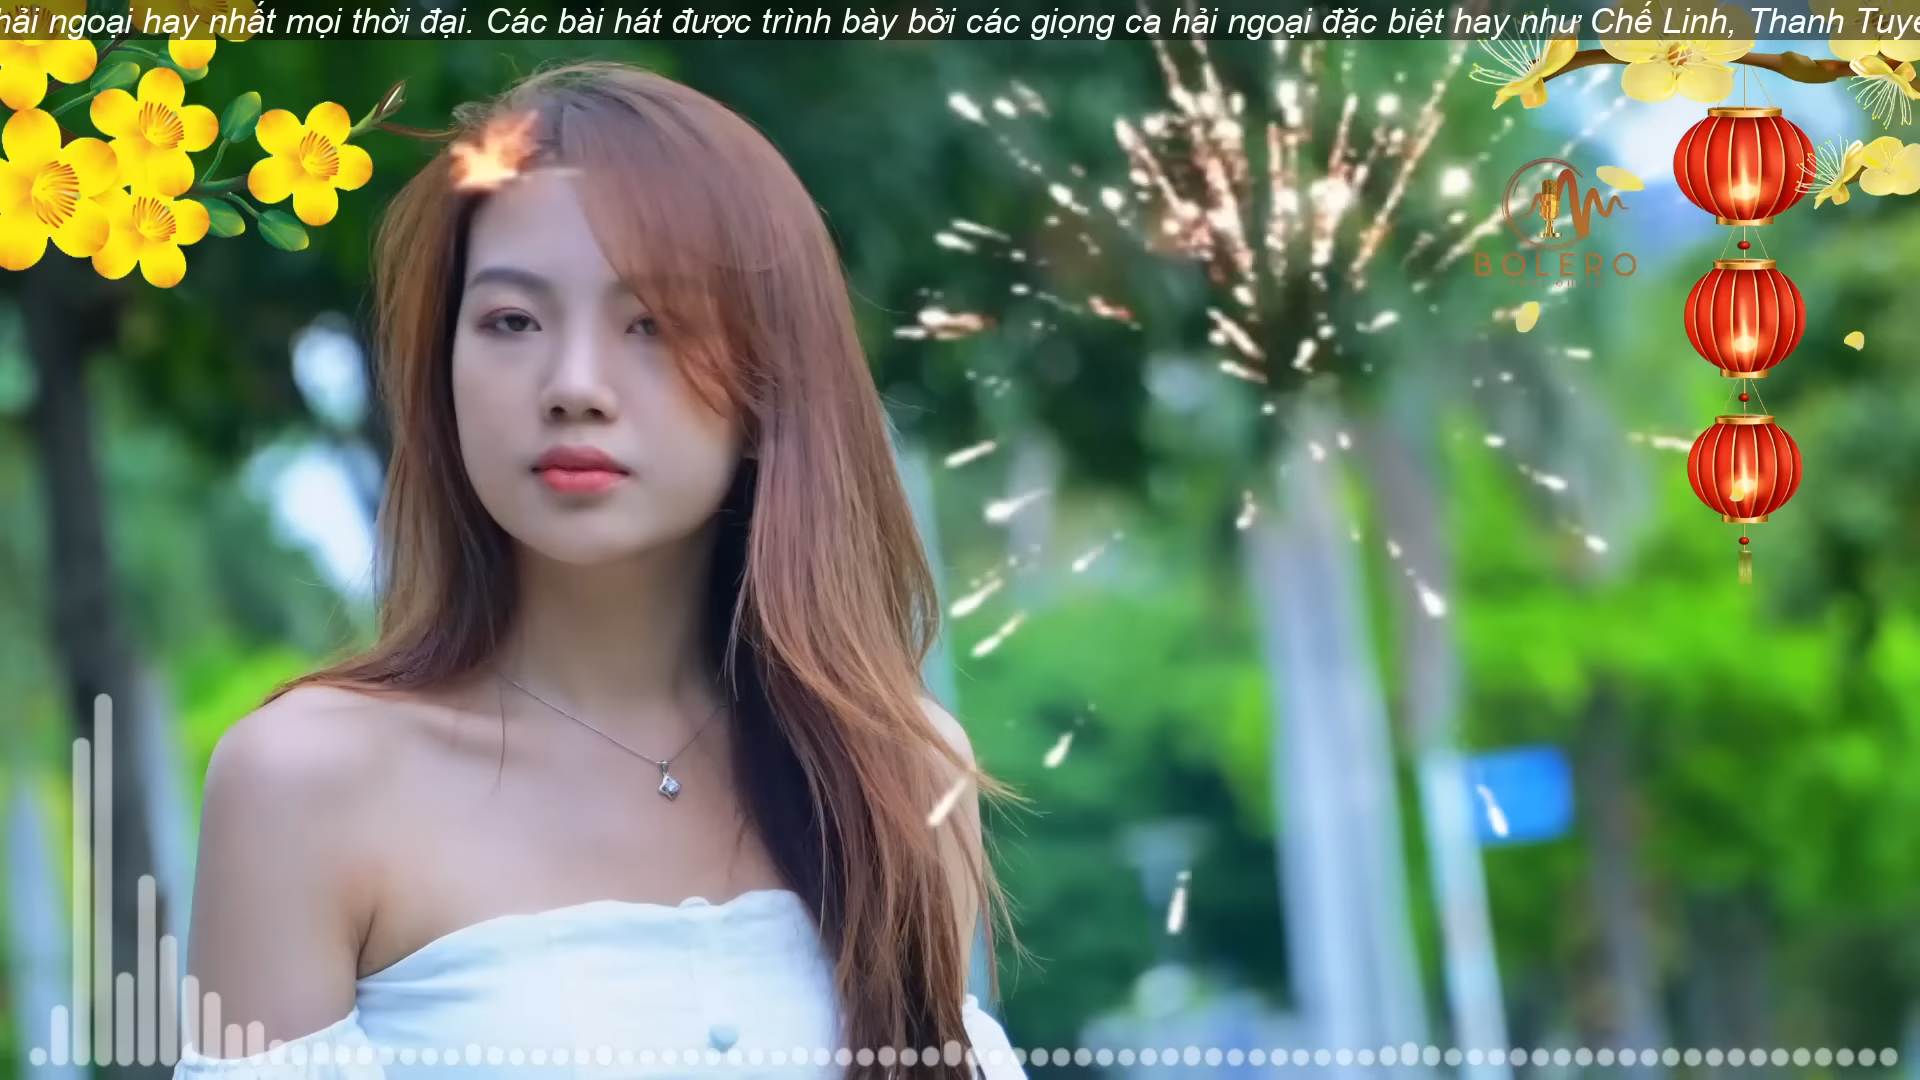 hải ngoại hay nhất mọi thời đại. Các bài hát được trình bày bởi các giọng ca hải ngoại đặc biệt hay như Chế Linh, Thanh Tuyề
BOLERO